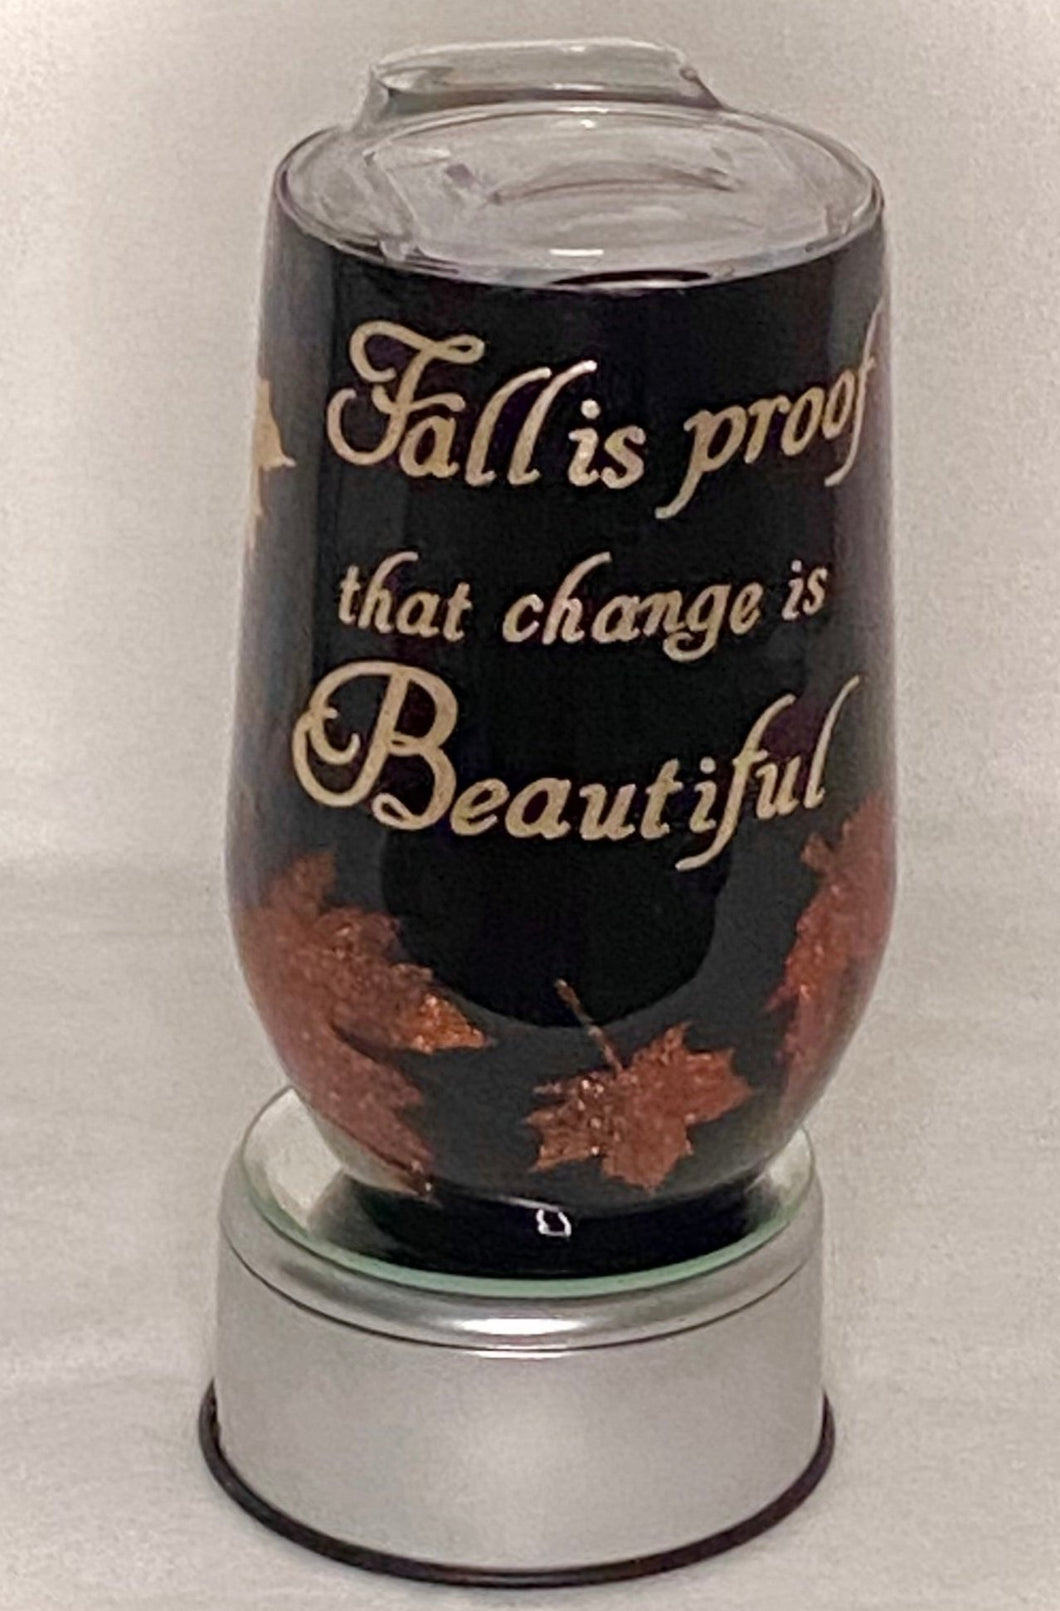 Fall is proof
that change is
Beautiful